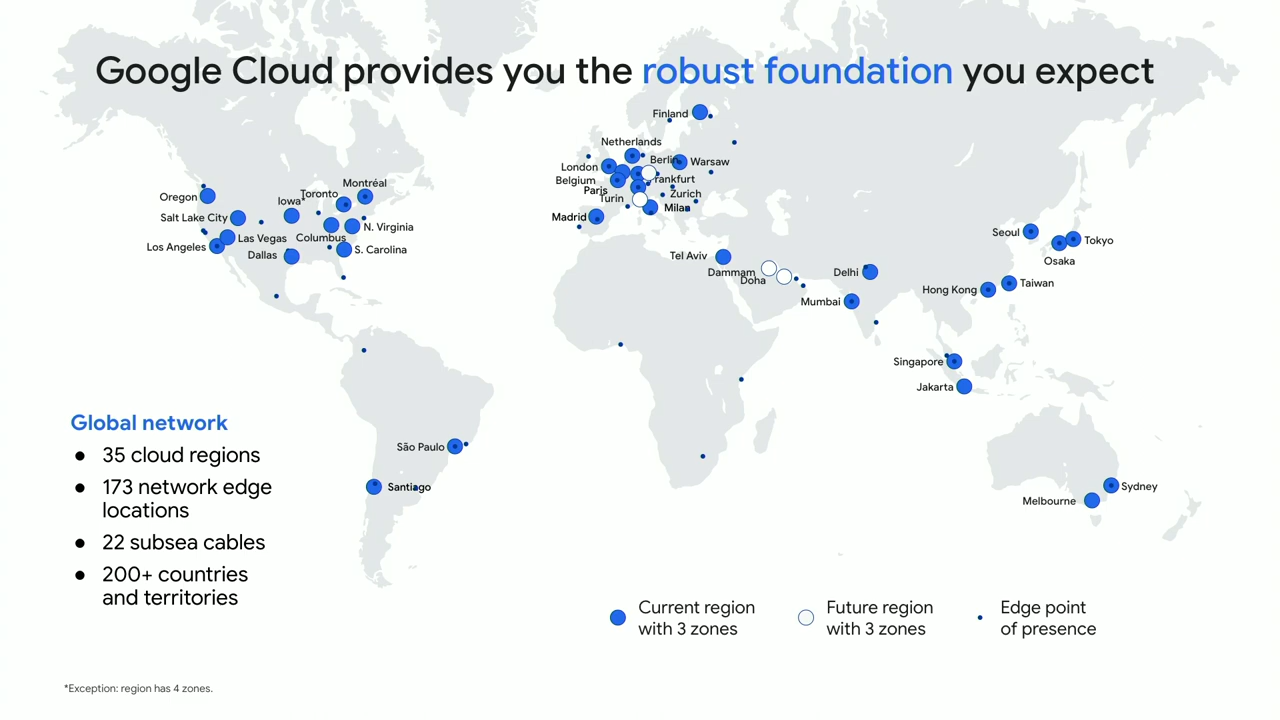 Google Cloud provides you the robust foundation you expect
Finland
Netherlands
London
Berlin
Warsaw
Belgium
rankfurt
Paris
Zurich
Turin
Milan
Madrid
Montréal
Toronto
Oregon
Iowa*
Salt Lake City
N. Virginia
Las Vegas
Columbus
Los Angeles
Dallas
S. Carolina
Tel Aviv
Dammam
Doha
Delhi
Mumbai
Seoul
Tokyo
Osaka
Hong Kong
Taiwan
Singapore
Jakarta
São Paulo
Santiago
Sydney
Melbourne
Global network
● 35 cloud regions
● 173 network edge
locations
● 22 subsea cables
● 200+ countries
and territories
Current region
with 3 zones
Future region
with 3 zones
Edge point
of presence
*Exception: region has 4 zones.